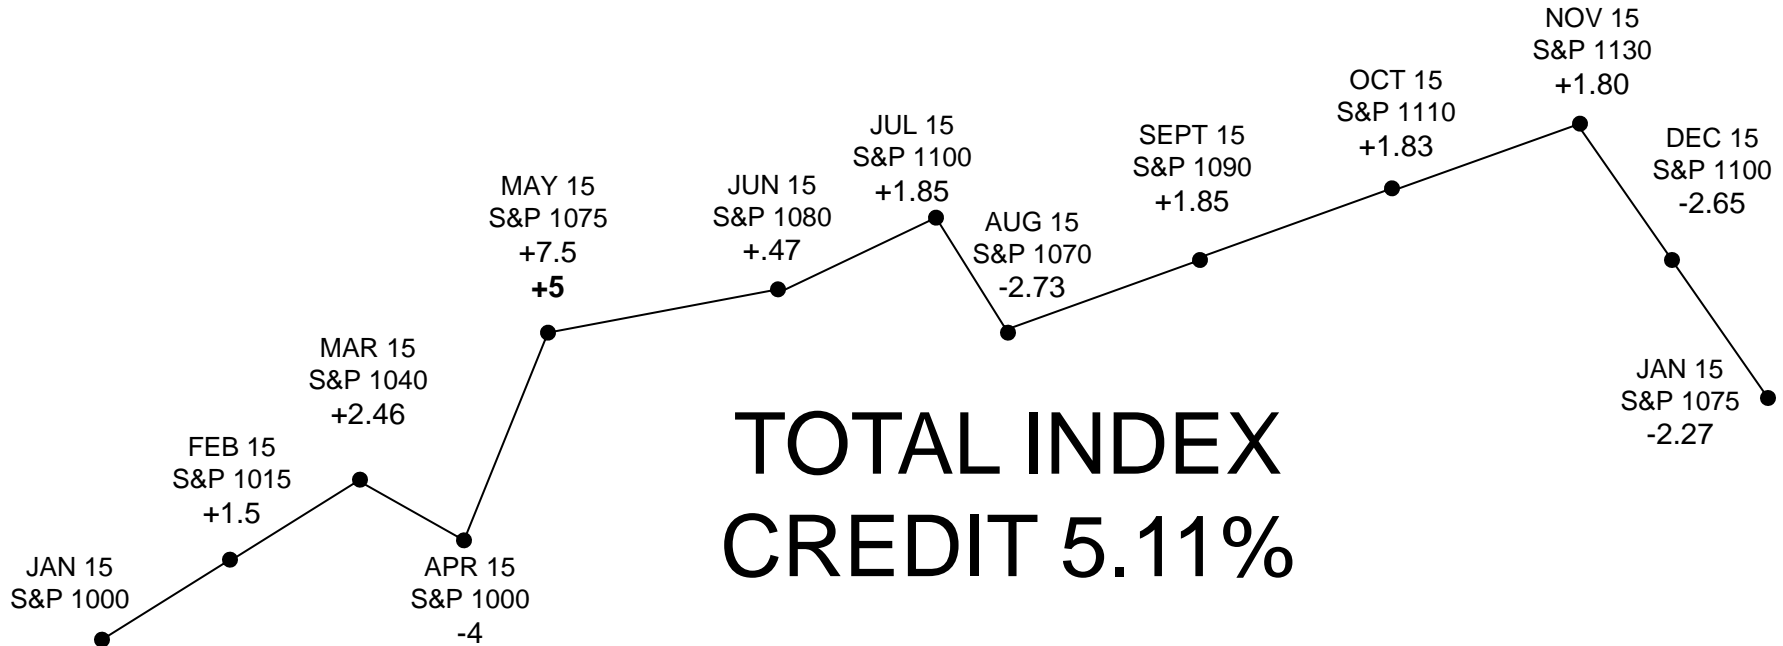 JAN 15
S&P 1000
FEB 15
S&P 1015
+1.5
MAR 15
S&P 1040
+2.46
APR 15
S&P 1000
-4
MAY 15
S&P 1075
+7.5
+5
JUN 15
S&P 1080
+.47
JUL 15
S&P 1100
+1.85
AUG 15
S&P 1070
-2.73
SEPT 15
S&P 1090
+1.85
OCT 15
S&P 1110
+1.83
NOV 15
S&P 1130
+1.80
DEC 15
S&P 1100
-2.65
JAN 15
S&P 1075
-2.27
TOTAL INDEX
CREDIT 5.11%